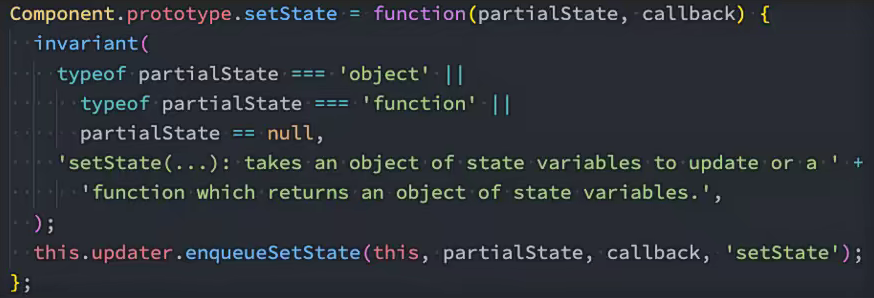 Component.prototype.setState = function(partialState, callback) {
  invariant(
    typeof partialState === 'object' ||
      typeof partialState === 'function' ||
      partialState == null,
    'setState(...): takes an object of state variables to update or a ' +
      'function which returns an object of state variables.',
  );
  this.updater.enqueueSetState(this, partialState, callback, 'setState');
};